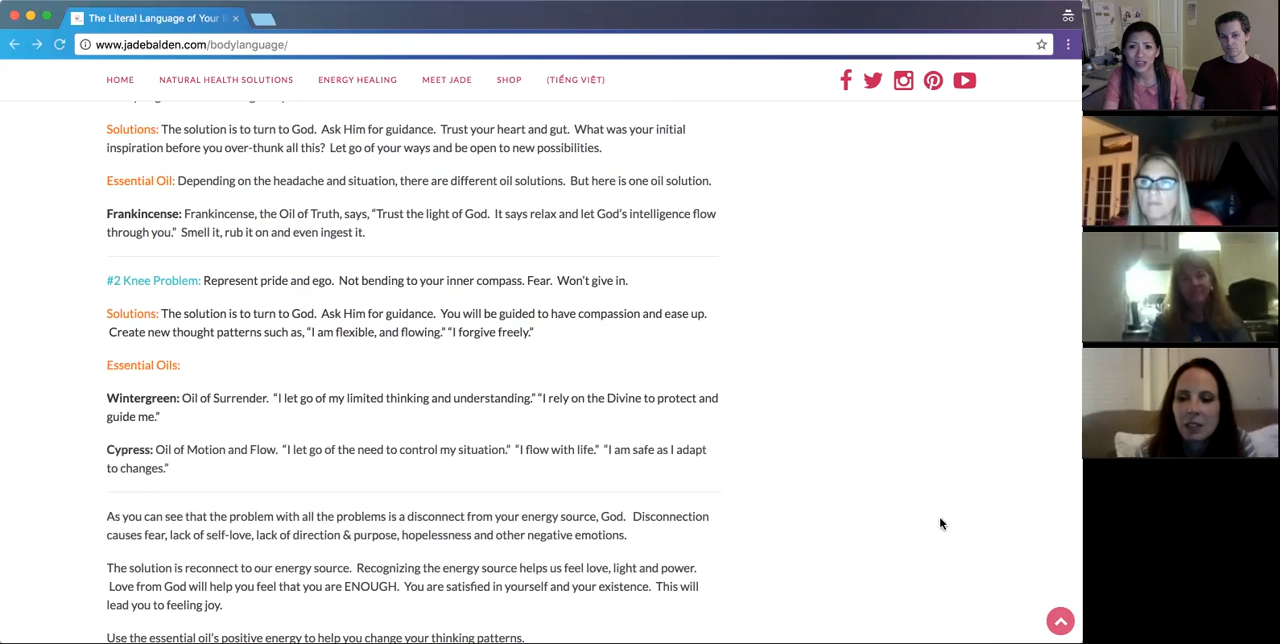 The Literal Language of Your
www.jadebalden.com/bodylanguage/
HOME NATURAL HEALTH SOLUTIONS ENERGY HEALING MEET JADE SHOP (TIẾNG VIỆT)
Solutions: The solution is to turn to God. Ask Him for guidance. Trust your heart and gut. What was your initial
inspiration before you over-thunk all this? Let go of your ways and be open to new possibilities.
Essential Oil: Depending on the headache and situation, there are different oil solutions. But here is one oil solution.
Frankincense: Frankincense, the Oil of Truth, says, “Trust the light of God. It says relax and let God’s intelligence flow
through you.” Smell it, rub it on and even ingest it.
#2 Knee Problem: Represent pride and ego. Not bending to your inner compass. Fear. Won’t give in.
Solutions: The solution is to turn to God. Ask Him for guidance. You will be guided to have compassion and ease up.
Create new thought patterns such as, “I am flexible, and flowing.” “I forgive freely.”
Essential Oils:
Wintergreen: Oil of Surrender. “I let go of my limited thinking and understanding.” “I rely on the Divine to protect and
guide me.”
Cypress: Oil of Motion and Flow. “I let go of the need to control my situation.” “I flow with life.” “I am safe as I adapt
to changes.”
As you can see that the problem with all the problems is a disconnect from your energy source, God. Disconnection
causes fear, lack of self-love, lack of direction & purpose, hopelessness and other negative emotions.
The solution is reconnect to our energy source. Recognizing the energy source helps us feel love, light and power.
Love from God will help you feel that you are ENOUGH. You are satisfied in yourself and your existence. This will
lead you to feeling joy.
Use the essential oil’s positive energy to help you change your thinking patterns.